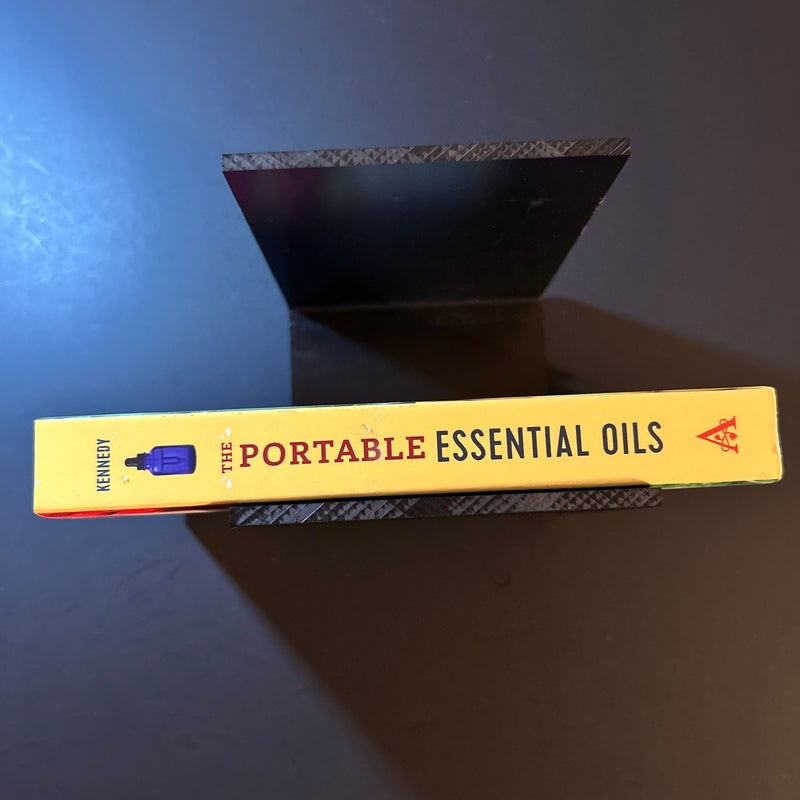 KENNEDY
THE PORTABLE ESSENTIAL OILS
A